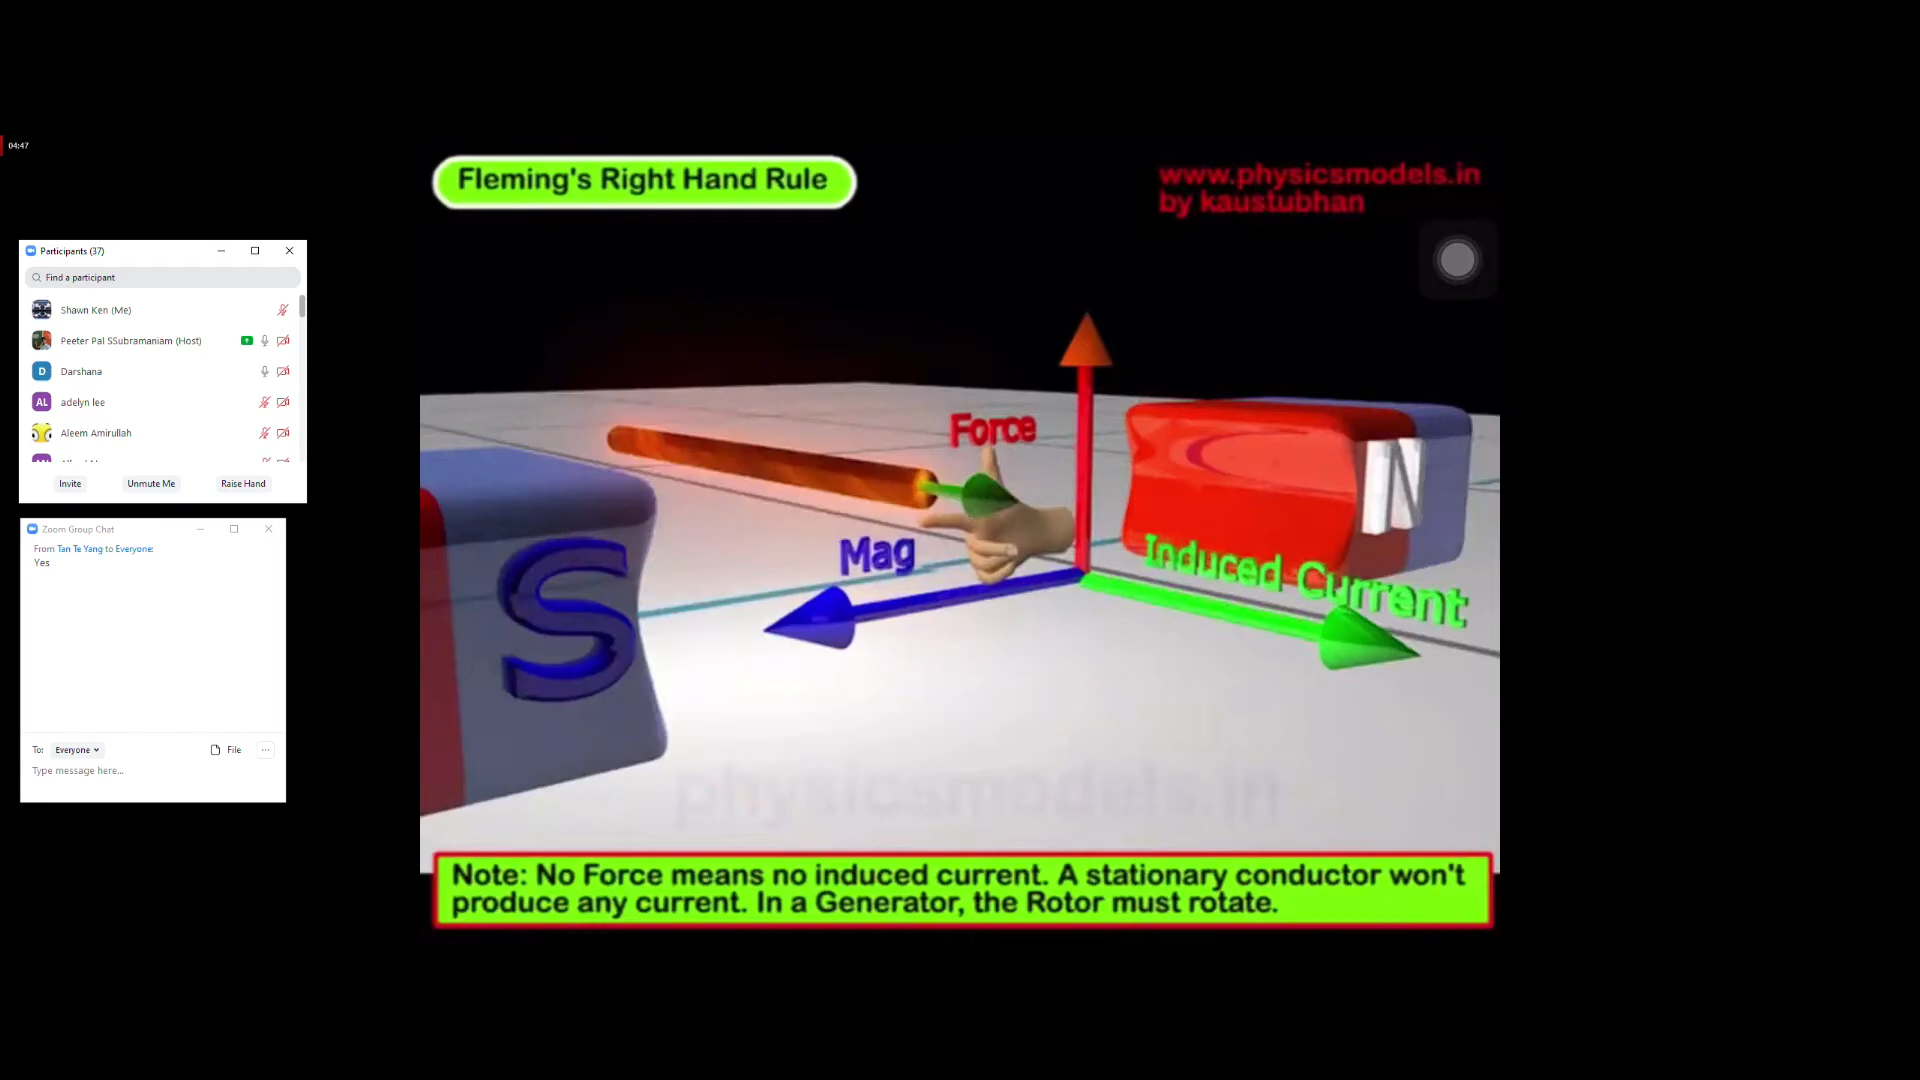 04:47
Fleming's Right Hand Rule
www.physicsmodels.in
by kaustubhan
Participants (37)
Find a participant
Shawn Ken (Me)
Peeter Pal SSubramaniam (Host)
D
Darshana
AL
adelyn lee
Aleem Amirullah
Invite
Unmute Me
Raise Hand
Zoom Group Chat
From Tan Te Yang to Everyone:
Yes
To: Everyone
File
Type message here...
Force
N
Mag
Induced Current
S
physicsmodels.in
Note: No Force means no induced current. A stationary conductor won't
produce any current. In a Generator, the Rotor must rotate.